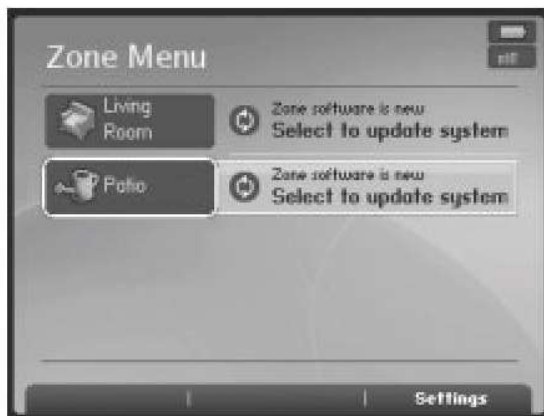 Zone Menu
Living
Room
Zone software is new
Select to update system
Patio
Zone software is new
Select to update system
Settings